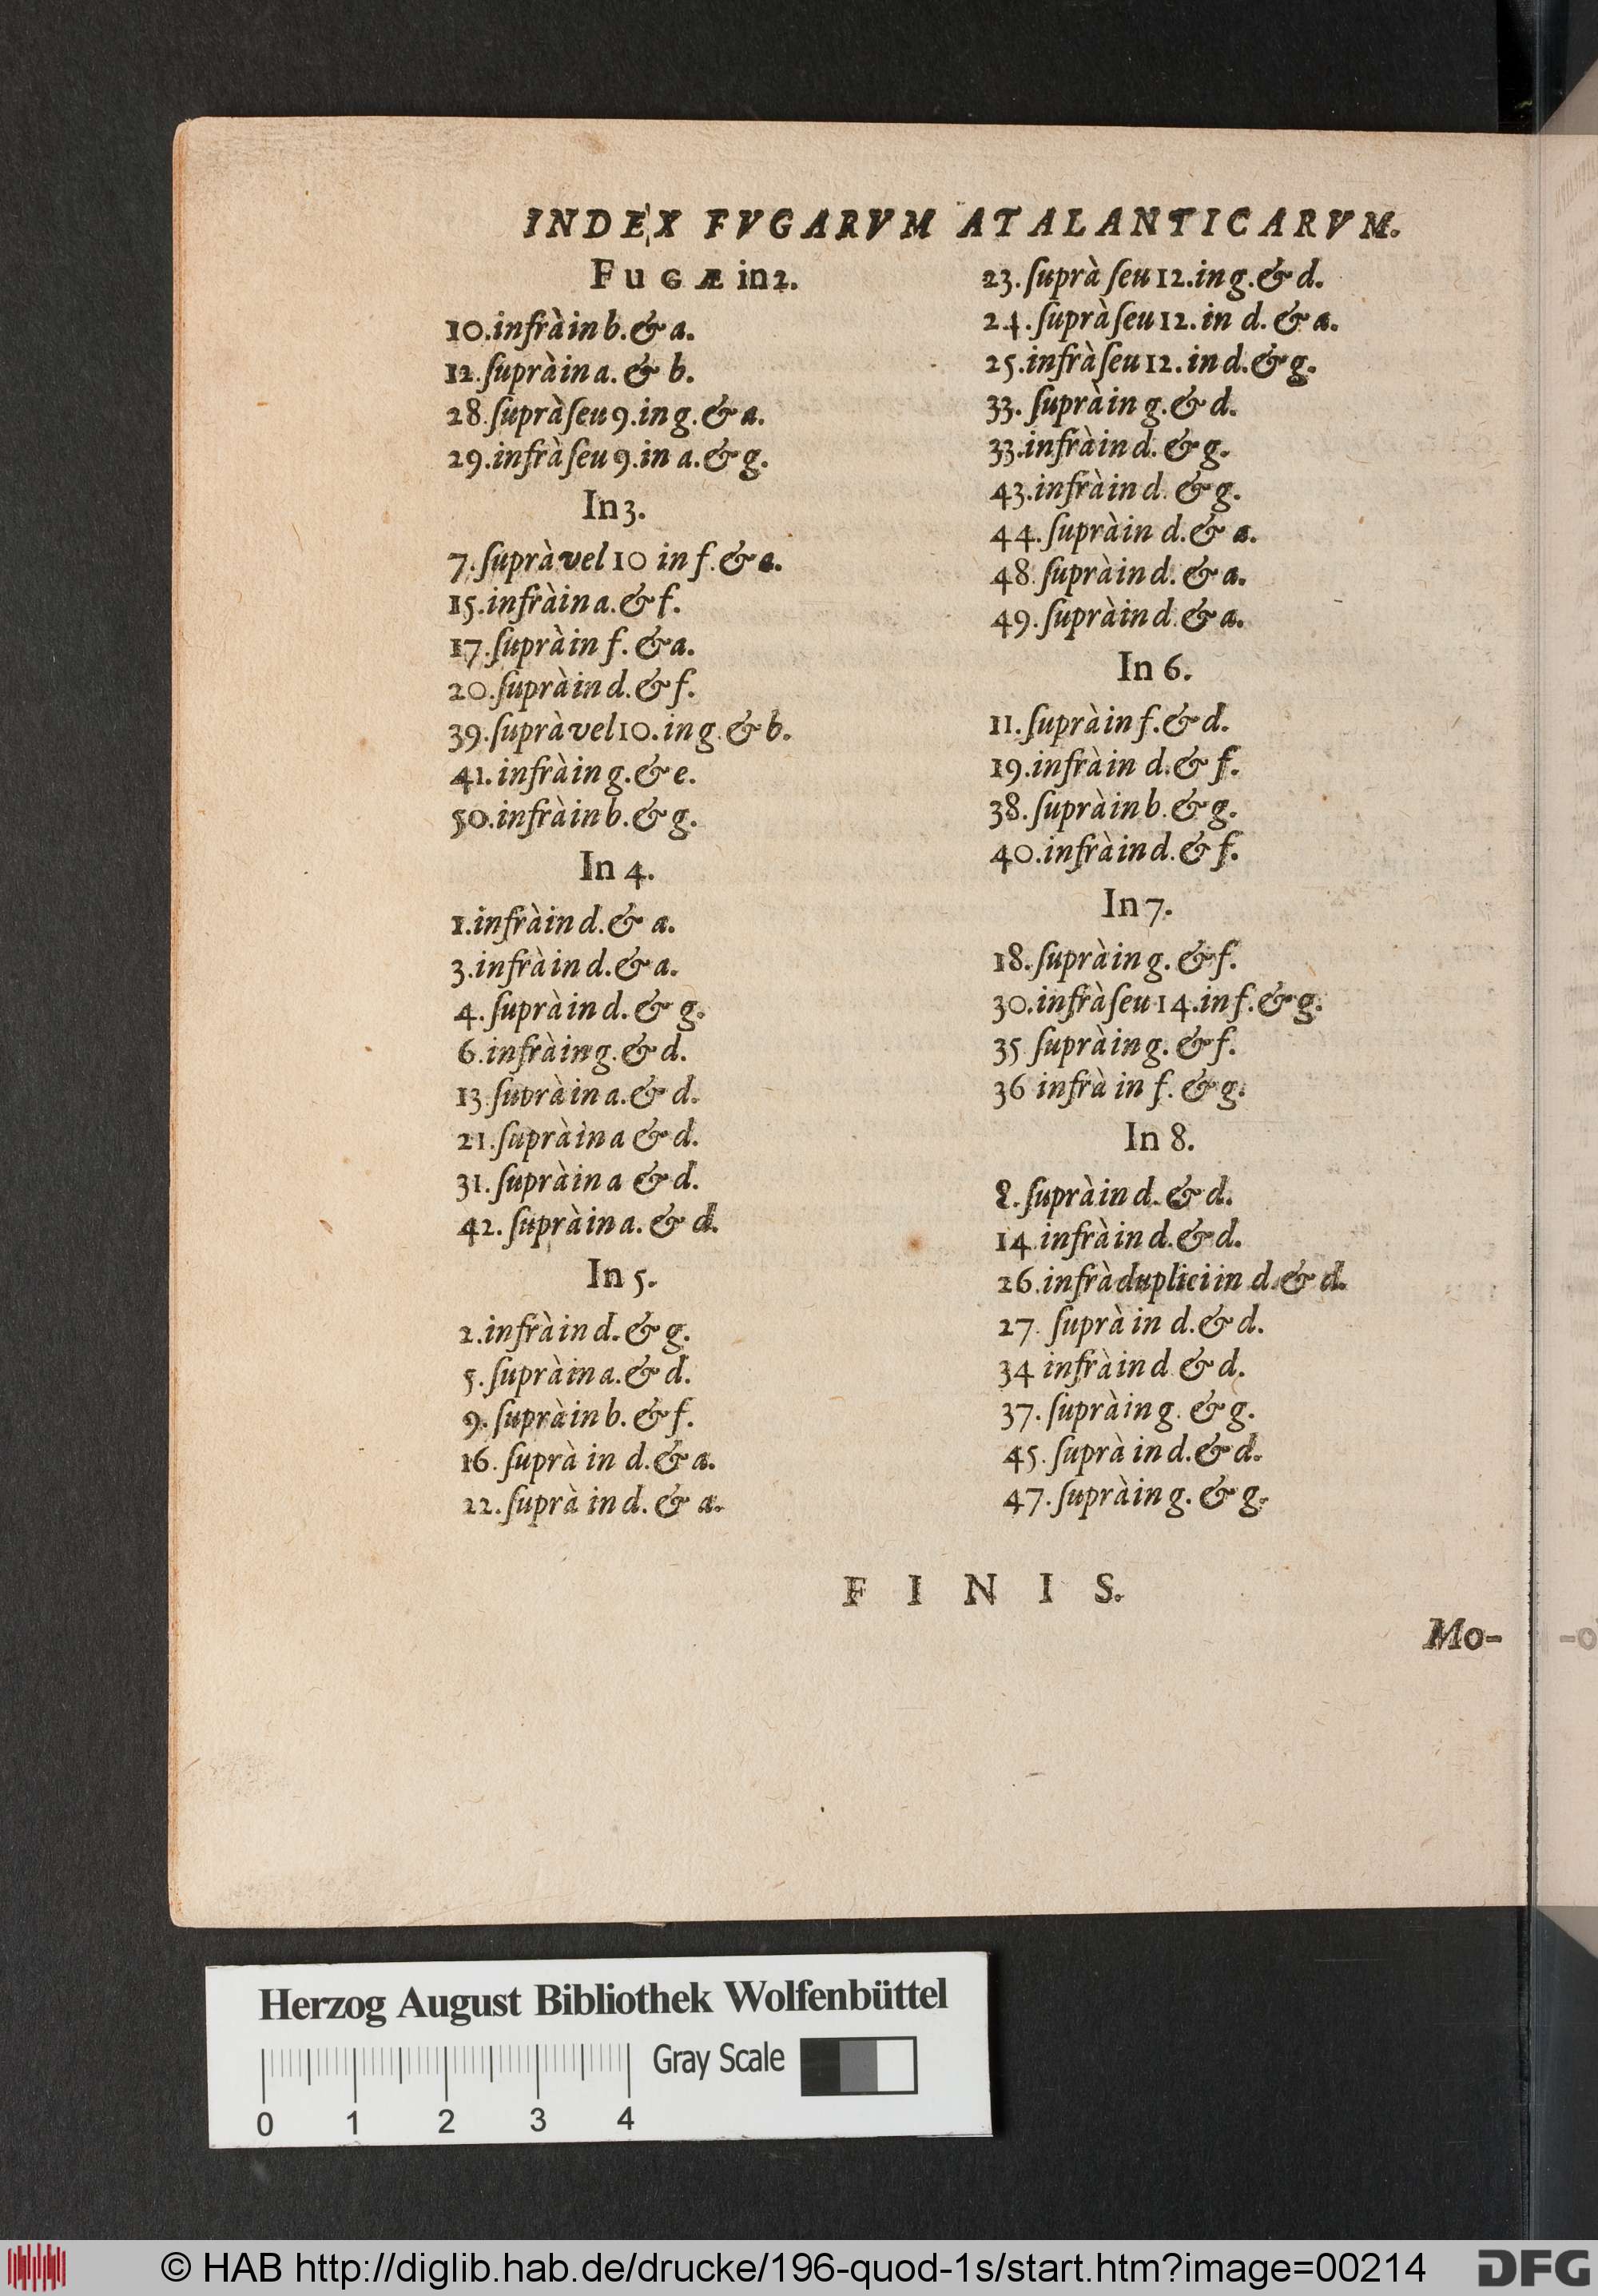 INDEX FVGARVM ATALANTICARVM.
FuGÆ in 2.
10.infrà in b.& a.
12.ſuprà in a. & b.
28.ſuprà ſeu 9.in g.& a.
29.infrà ſeu 9.in a.& g.
In 3.
7.ſuprà vel 10 in f.& a.
15.infrà in a.& f.
17.ſuprà in f. & a.
20.ſuprà in d.& f.
39.ſuprà vel 10.in g.& b.
41.infrà in g.& e.
50.infrà in b.& g.
In 4.
1.infrà in d.& a.
3.infrà in d.& a.
4.ſuprà in d.& g.
6.infrà in g.& d.
13.ſuprà in a.& d.
21.ſuprà in a & d.
31.ſuprà in a & d.
42. ſuprà in a. & d.
In 5.
2.infrà in d.& g.
5.ſuprà in a.& d.
9. ſuprà in b. & f.
16. ſuprà in d.& a.
22.ſuprà in d. & a.
23.ſuprà ſeu 12.in g.& d.
24.ſuprà ſeu 12. in d. & a.
25.infrà ſeu 12. in d.& g.
33. ſuprà in g.& d.
33.infrà in d. & g.
43.infrà in d. & g.
44.ſuprà in d.& a.
48.ſuprà in d. & a.
49.ſuprà in d.& a.
In 6.
11.ſuprà in f.& d.
19.infrà in d.& f.
38.ſuprà in b.& g.
40.infrà in d.& f.
In 7.
18.ſuprà in g. & f.
30.infrà ſeu 14.in f.& g.
35 ſuprà in g. & f.
36 infrà in f. & g.
In 8.
8.ſuprà in d.& d.
14.infrà in d.& d.
26.infrà duplici in d.& d.
27. ſuprà in d.& d.
34 infrà in d & d.
37.ſuprà in g. & g.
45.ſuprà in d.& d.
47.ſuprà in g. & g.
F I N I S.
Mo-
Herzog August Bibliothek Wolfenbüttel
Gray Scale
0 1 2 3 4
© HAB http://diglib.hab.de/drucke/196-quod-1s/start.htm?image=00214
DFG